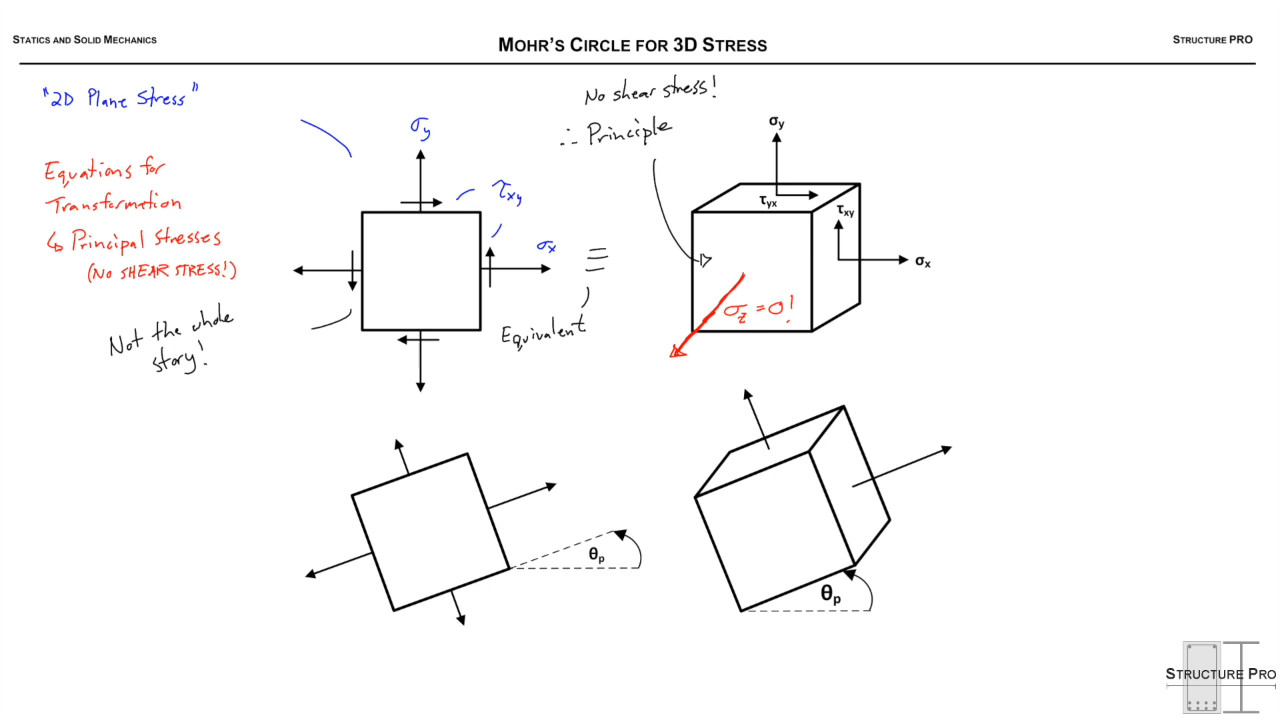 STATICS AND SOLID MECHANICS
MOHR'S CIRCLE FOR 3D STRESS
STRUCTURE PRO
"2D Plane Stress"
Equations for
Transformation
↳ Principal Stresses
(NO SHEAR STRESS!)
Not the whole
story!
σy
τxy
σx
≡
Equivalent
No shear stress!
∴ Principle
σy
τyx
τxy
σx
σz = 0!
θp
θp
STRUCTURE PRO